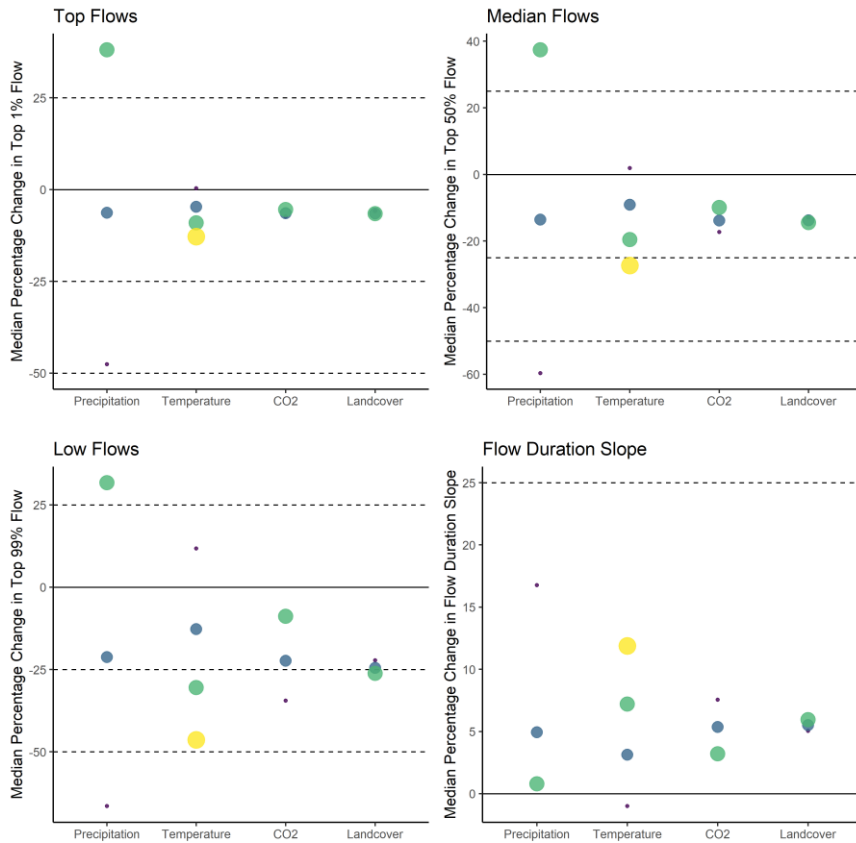 Top Flows
Median Percentage Change in Top 1% Flow
25
0
-25
-50
Precipitation Temperature CO2 Landcover
Median Flows
Median Percentage Change in Top 50% Flow
40
20
0
-20
-40
-60
Precipitation Temperature CO2 Landcover
Low Flows
Median Percentage Change in Top 99% Flow
25
0
-25
-50
Precipitation Temperature CO2 Landcover
Flow Duration Slope
Median Percentage Change in Flow Duration Slope
25
20
15
10
5
0
Precipitation Temperature CO2 Landcover